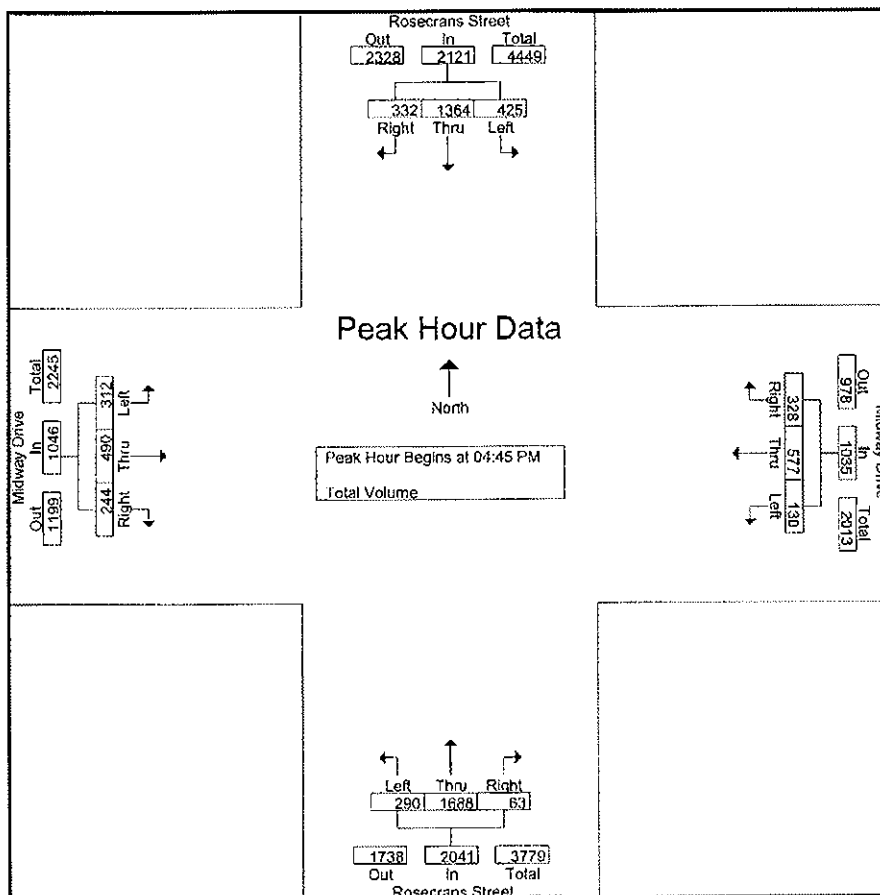 Rosecrans Street
Out In Total
2328 2121 4449
332 1364 425
Right Thru Left
Peak Hour Data
North
Peak Hour Begins at 04:45 PM
Total Volume
Midway Drive
Total In Out
2245 1046 1199
312 490 244
Left Thru Right
Right Thru Left
328 577 130
Out In Total
978 1035 2013
Midway Drive
Left Thru Right
290 1688 63
1738 2041 3779
Out In Total
Rosecrans Street